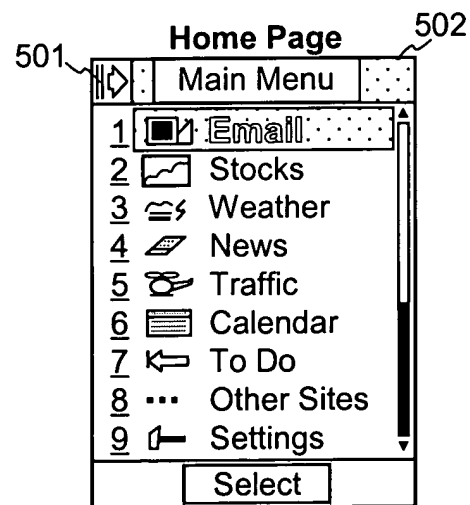 Home Page
501
502
Main Menu
1 Email
2 Stocks
3 Weather
4 News
5 Traffic
6 Calendar
7 To Do
8 ... Other Sites
9 Settings
Select